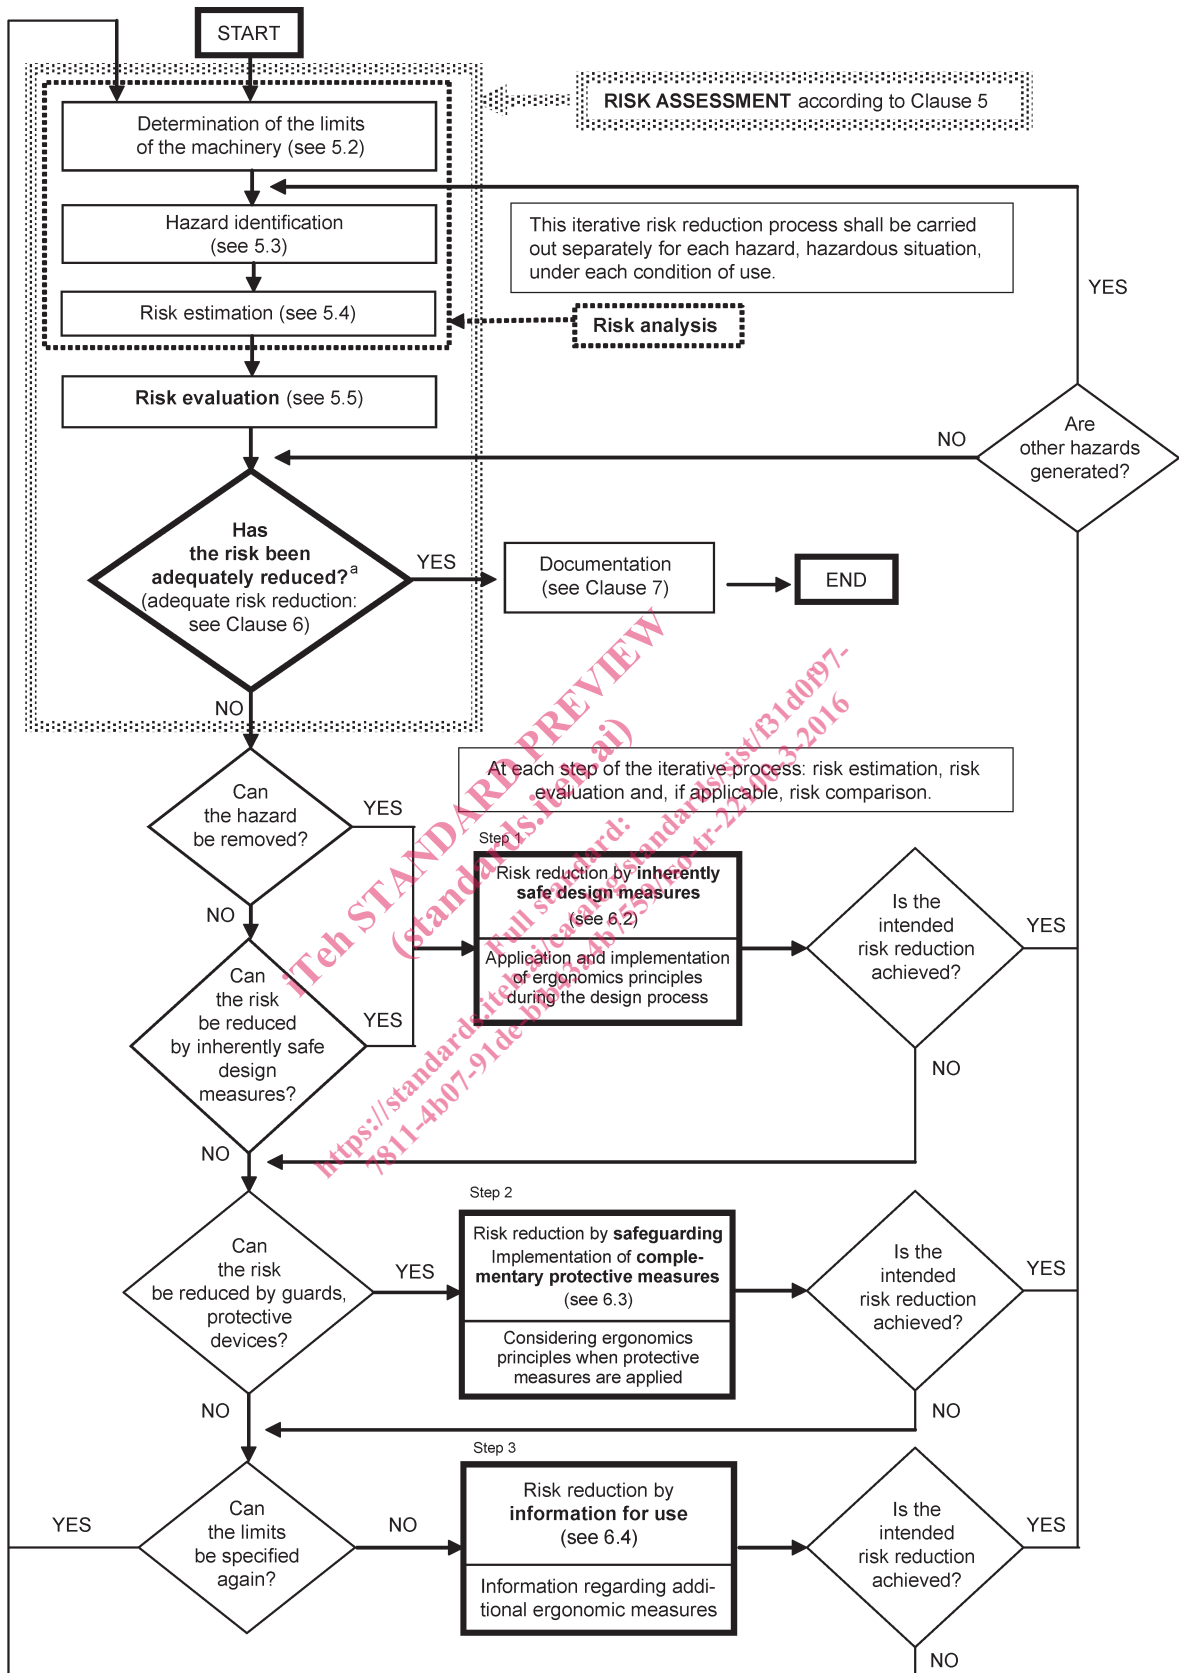 START
RISK ASSESSMENT according to Clause 5
Determination of the limits
of the machinery (see 5.2)
Hazard identification
(see 5.3)
This iterative risk reduction process shall be carried
out separately for each hazard, hazardous situation,
under each condition of use.
YES
Risk estimation (see 5.4)
Risk analysis
Risk evaluation (see 5.5)
NO
Are
other hazards
generated?
Has
the risk been
adequately reduced?a
(adequate risk reduction:
see Clause 6)
YES
Documentation
(see Clause 7)
END
NO
At each step of the iterative process: risk estimation, risk
evaluation and, if applicable, risk comparison.
Can
the hazard
be removed?
YES
NO
Step 1
Risk reduction by inherently
safe design measures
(see 6.2)
Application and implementation
of ergonomics principles
during the design process
Is the
intended
risk reduction
achieved?
YES
NO
Can
the risk
be reduced
by inherently safe
design
measures?
YES
NO
Step 2
Can
the risk
be reduced by guards,
protective
devices?
YES
Risk reduction by safeguarding
Implementation of comple-
mentary protective measures
(see 6.3)
Considering ergonomics
principles when protective
measures are applied
Is the
intended
risk reduction
achieved?
YES
NO
NO
Step 3
YES
Can
the limits
be specified
again?
NO
Risk reduction by
information for use
(see 6.4)
Information regarding addi-
tional ergonomic measures
Is the
intended
risk reduction
achieved?
YES
NO
iTeh STANDARD PREVIEW
(standards.iteh.ai)
Full standard: